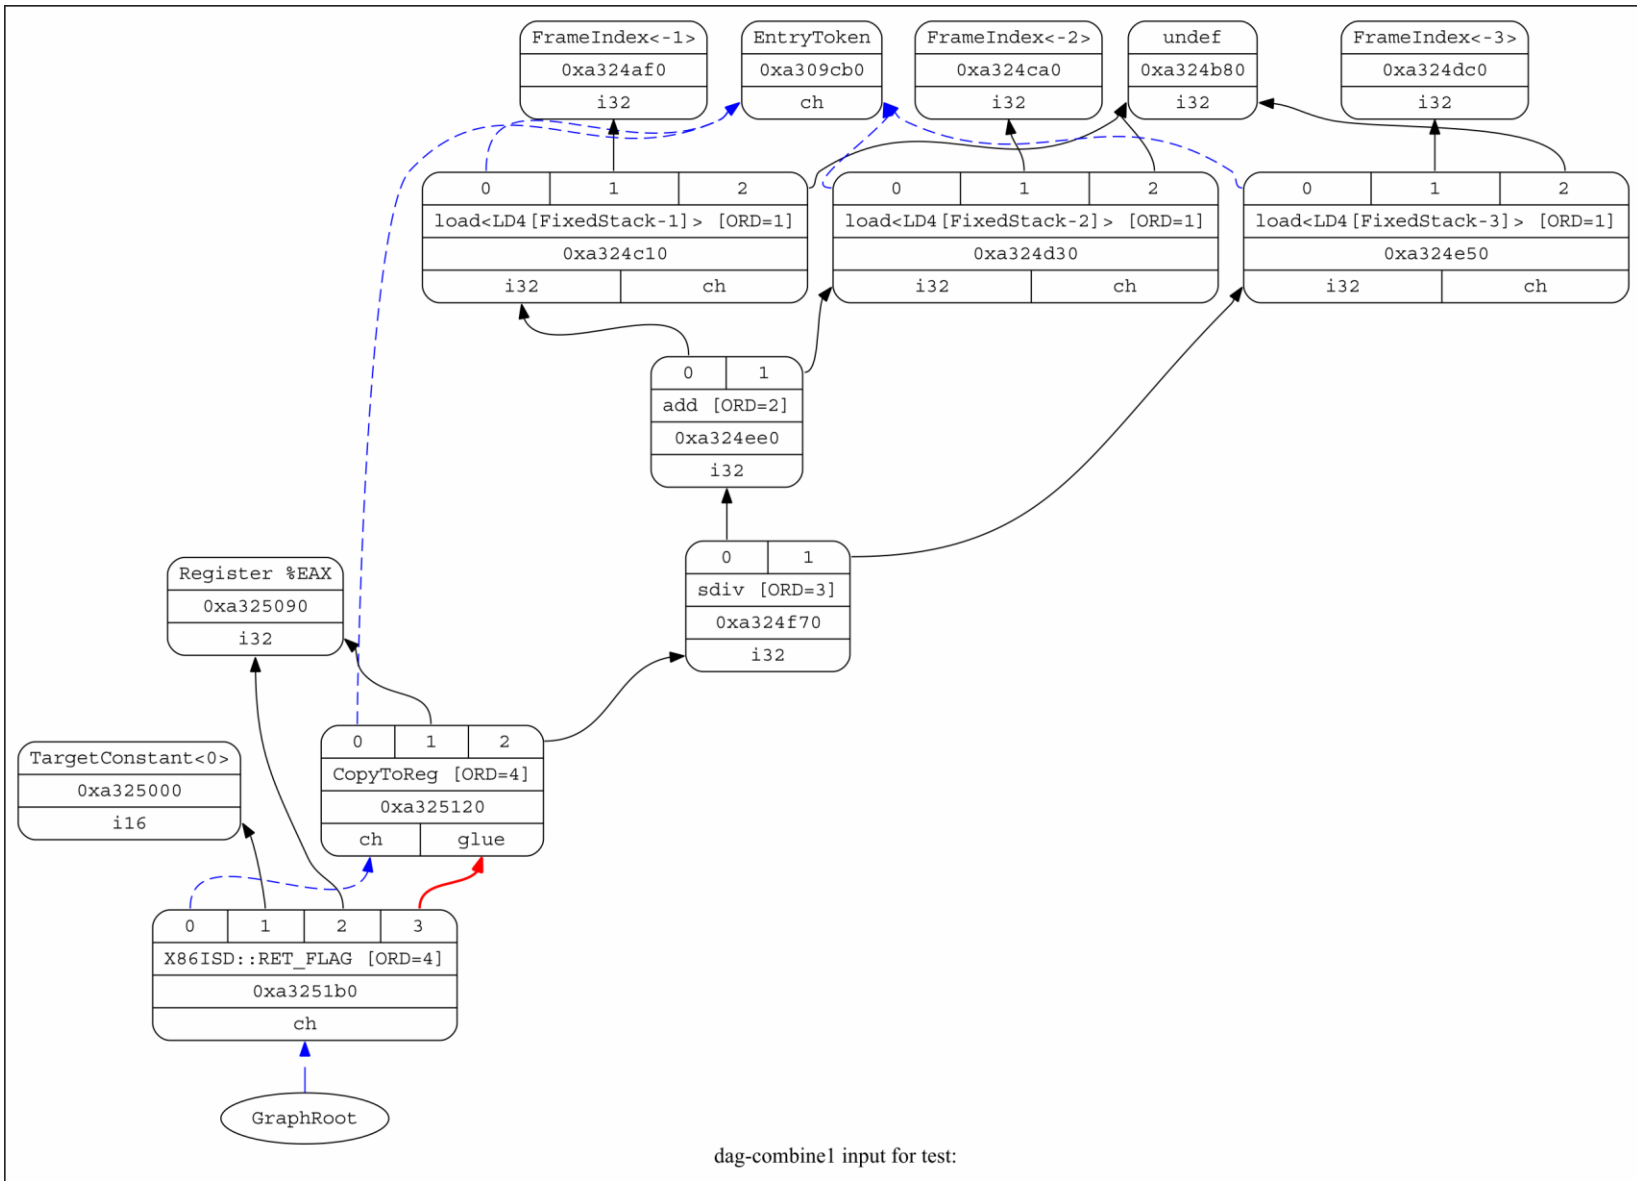 FrameIndex<-1>
0xa324af0
i32
EntryToken
0xa309cb0
ch
FrameIndex<-2>
0xa324ca0
i32
undef
0xa324b80
i32
FrameIndex<-3>
0xa324dc0
i32
0 1 2
load<LD4[FixedStack-1]> [ORD=1]
0xa324c10
i32 ch
0 1 2
load<LD4[FixedStack-2]> [ORD=1]
0xa324d30
i32 ch
0 1 2
load<LD4[FixedStack-3]> [ORD=1]
0xa324e50
i32 ch
0 1
add [ORD=2]
0xa324ee0
i32
0 1
sdiv [ORD=3]
0xa324f70
i32
Register %EAX
0xa325090
i32
0 1 2
CopyToReg [ORD=4]
0xa325120
ch glue
TargetConstant<0>
0xa325000
i16
0 1 2 3
X86ISD::RET_FLAG [ORD=4]
0xa3251b0
ch
GraphRoot
dag-combine1 input for test: